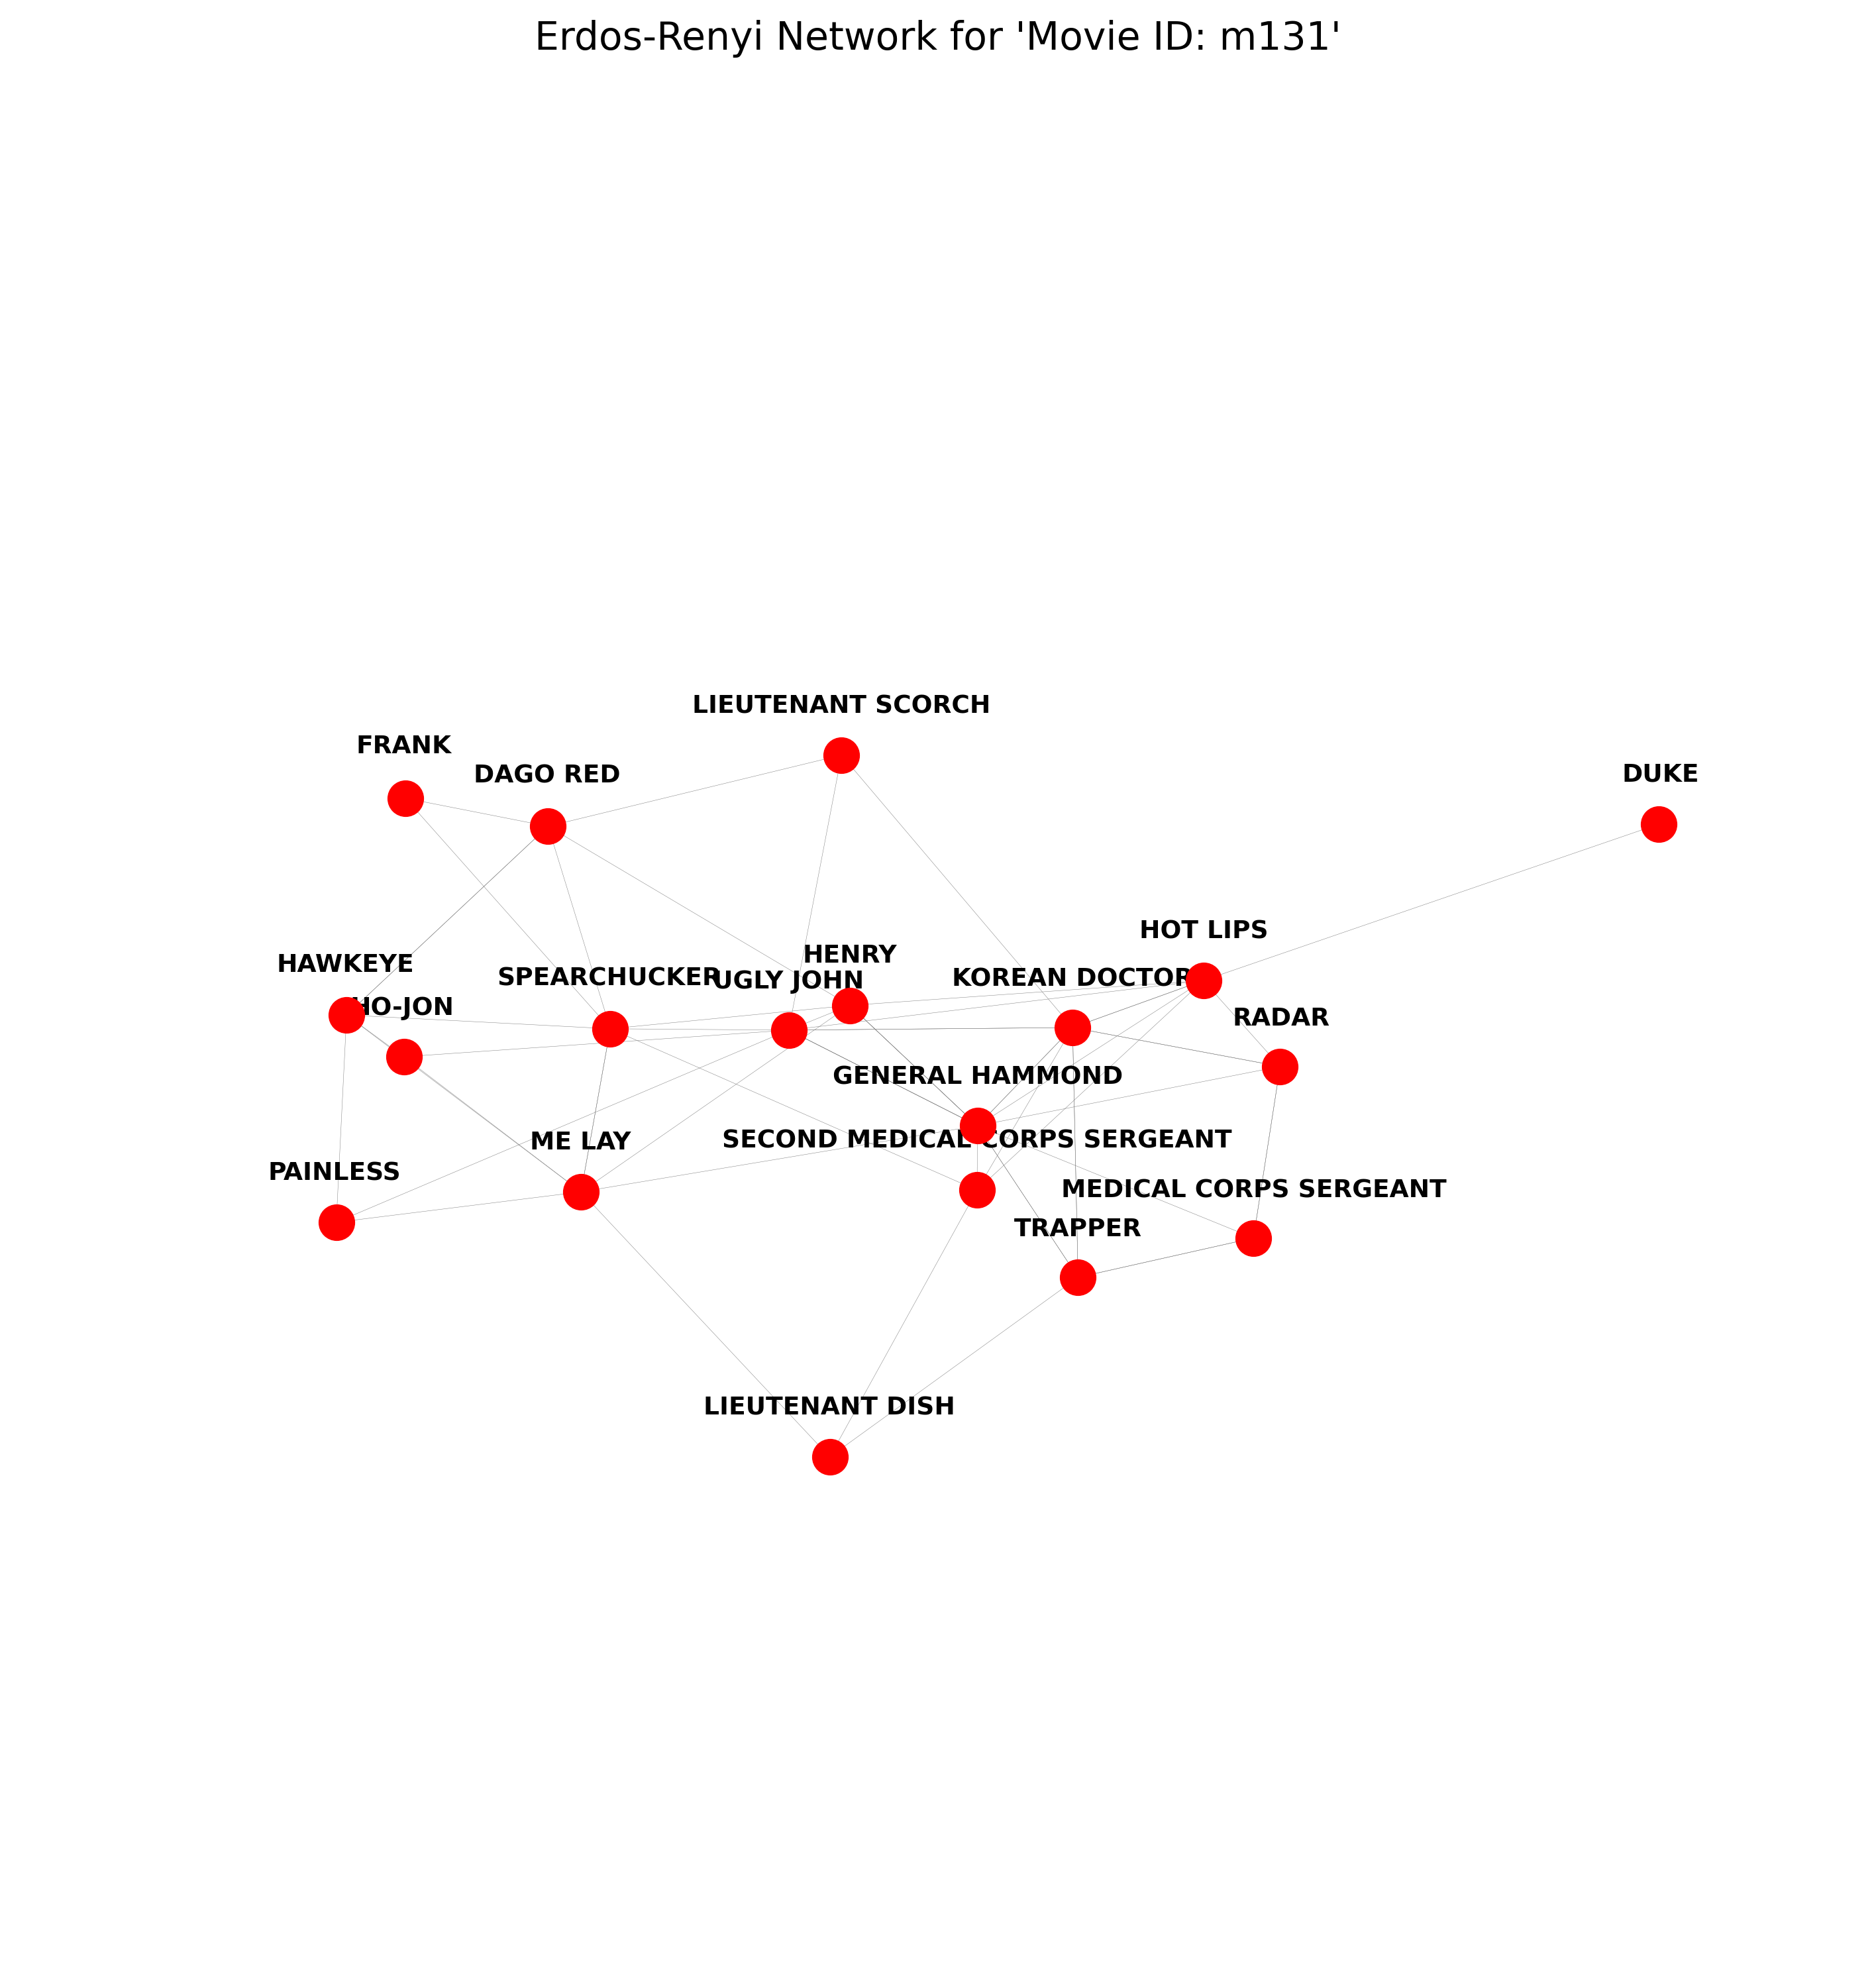 Erdos-Renyi Network for 'Movie ID: m131'
LIEUTENANT SCORCH
FRANK
DAGO RED
DUKE
HOT LIPS
HENRY
HAWKEYE
SPEARCHUCKER
UGLY JOHN
KOREAN DOCTOR
HO-JON
RADAR
GENERAL HAMMOND
SECOND MEDICAL CORPS SERGEANT
ME LAY
PAINLESS
MEDICAL CORPS SERGEANT
TRAPPER
LIEUTENANT DISH